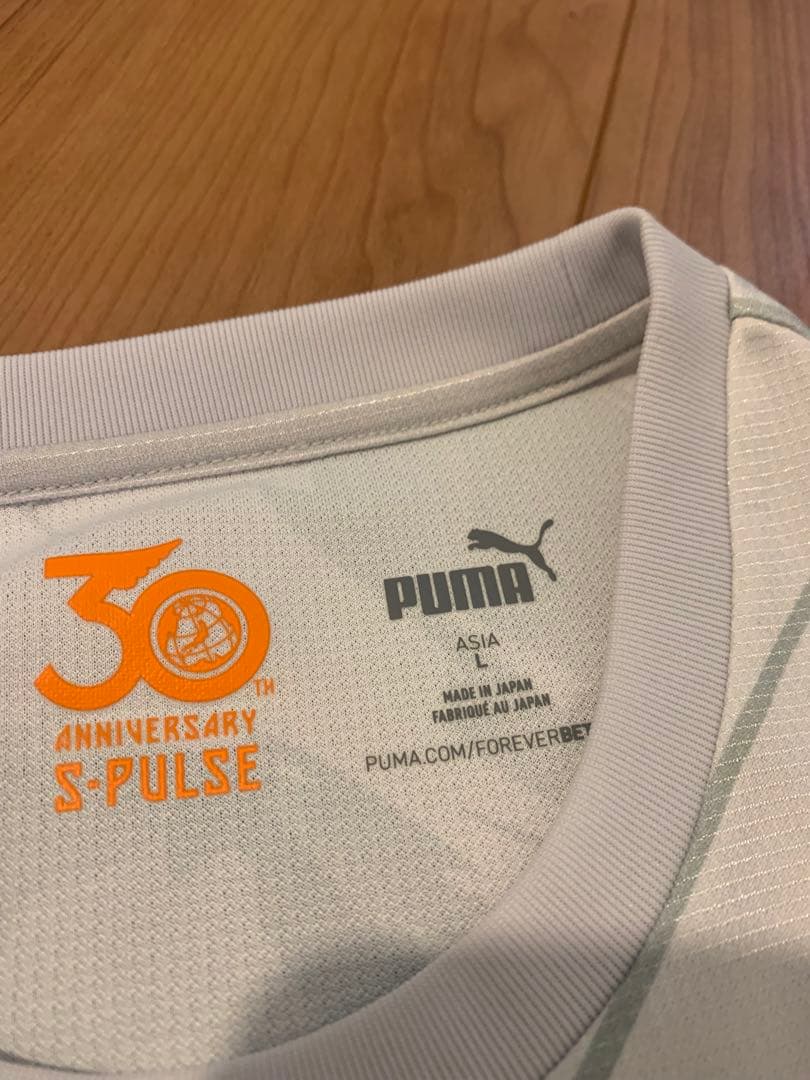 30TH
ANNIVERSARY
S-PULSE
PUMA
ASIA
L
MADE IN JAPAN
FABRIQUÉ AU JAPAN
PUMA.COM/FOREVERBET